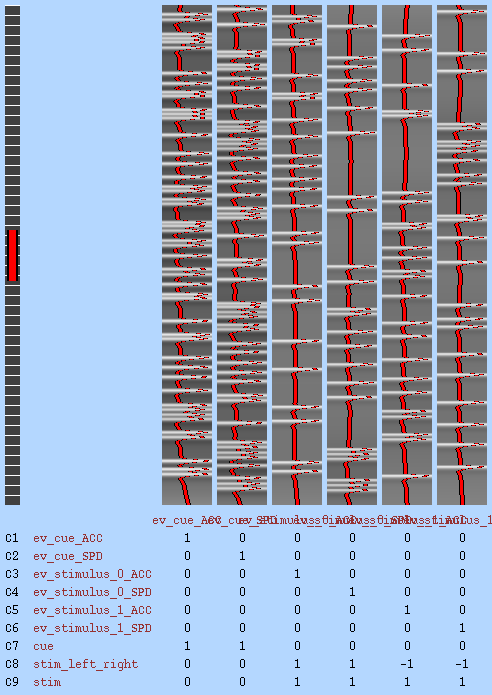 ev_cue_ACC
C1 ev_cue_ACC 1 0 0 0 0 0
C2 ev_cue_SPD 0 1 0 0 0 0
C3 ev_stimulus_0_ACC 0 0 1 0 0 0
C4 ev_stimulus_0_SPD 0 0 0 1 0 0
C5 ev_stimulus_1_ACC 0 0 0 0 1 0
C6 ev_stimulus_1_SPD 0 0 0 0 0 1
C7 cue 1 1 0 0 0 0
C8 stim_left_right 0 0 1 1 -1 -1
C9 stim 0 0 1 1 1 1